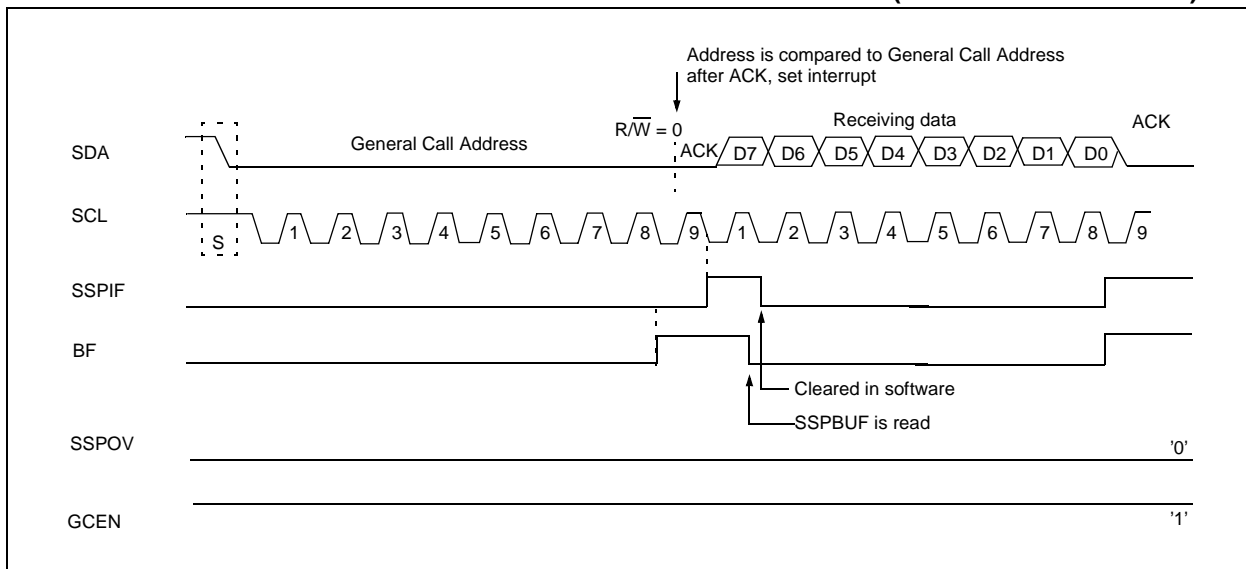 Address is compared to General Call Address
after ACK, set interrupt
R/W̅ = 0
Receiving data
ACK
SDA
General Call Address
ACK
D7 D6 D5 D4 D3 D2 D1 D0
SCL
S
1 2 3 4 5 6 7 8 9 1 2 3 4 5 6 7 8 9
SSPIF
BF
Cleared in software
SSPBUF is read
SSPOV
'0'
GCEN
'1'